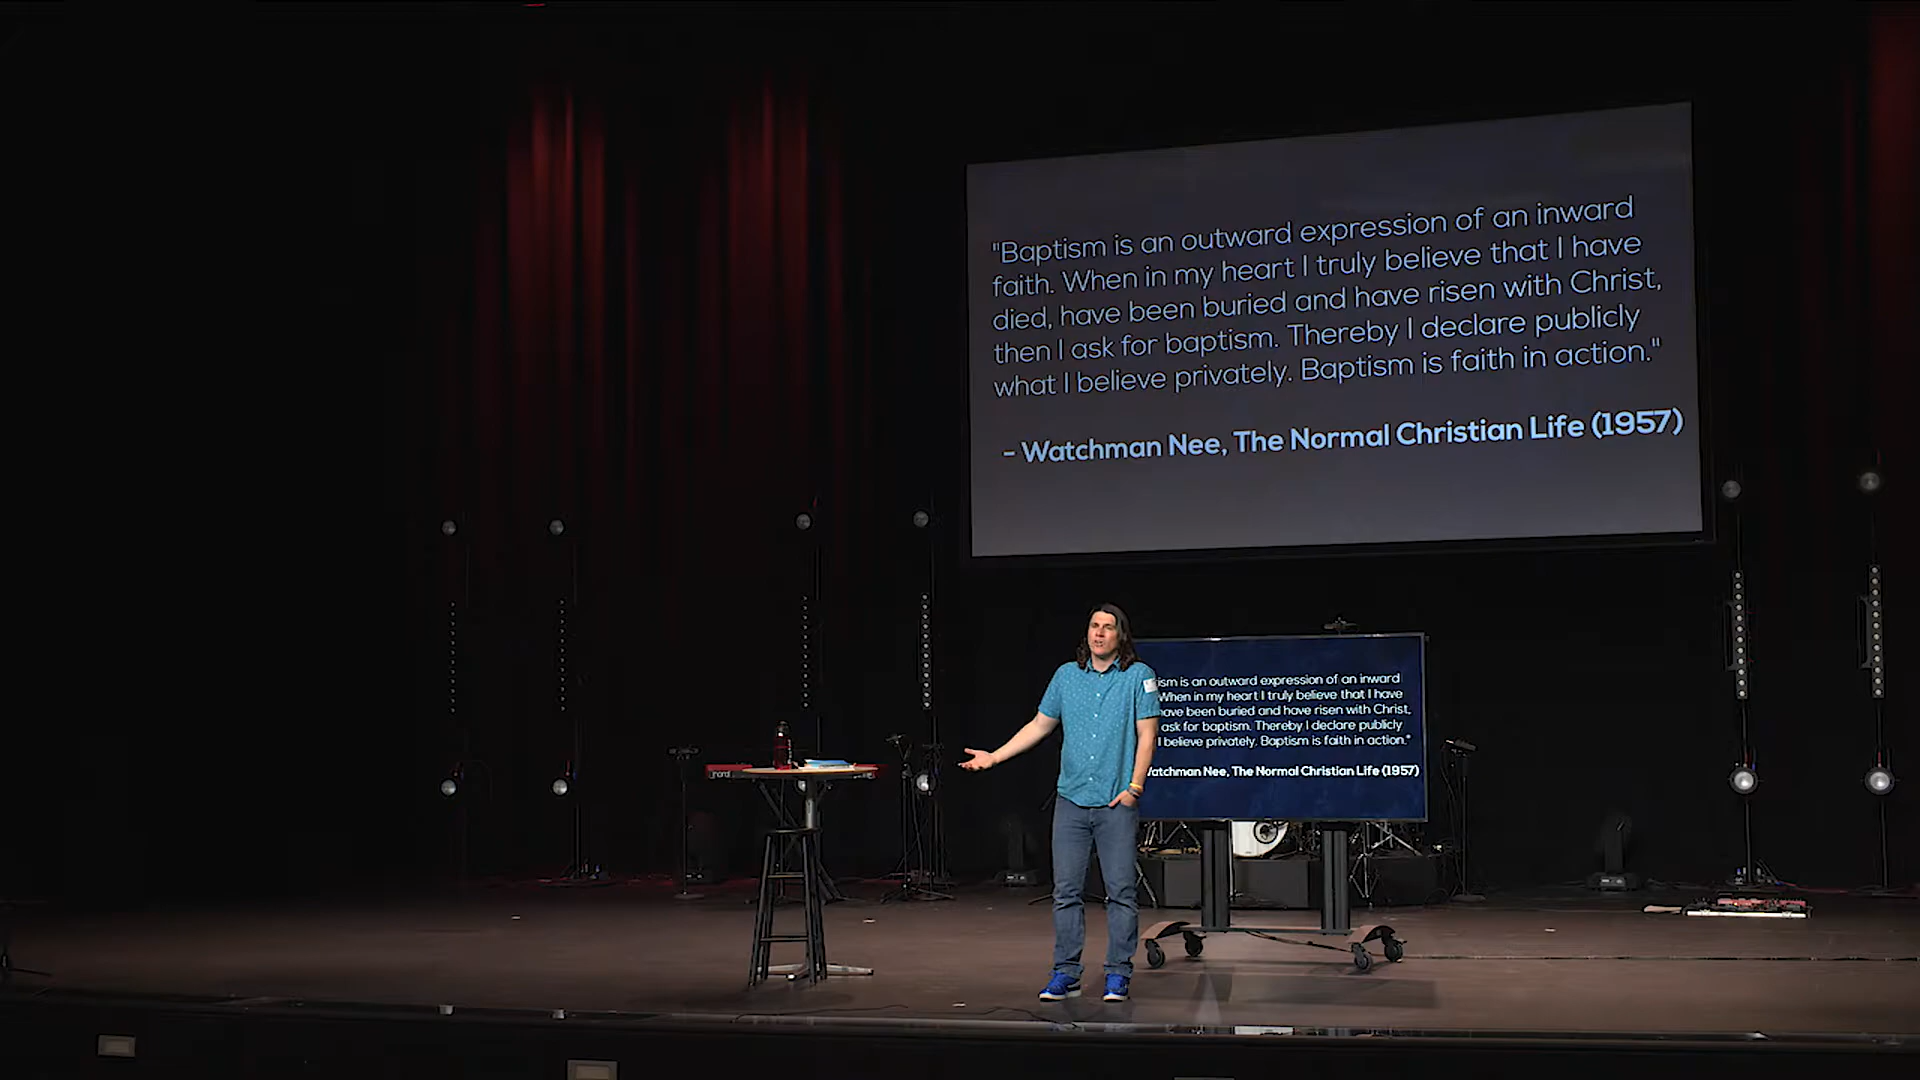 "Baptism is an outward expression of an inward
faith. When in my heart I truly believe that I have
died, have been buried and have risen with Christ,
then I ask for baptism. Thereby I declare publicly
what I believe privately. Baptism is faith in action."
- Watchman Nee, The Normal Christian Life (1957)
ism is an outward expression of an inward
When in my heart I truly believe that I have
have been buried and have risen with Christ,
ask for baptism. Thereby I declare publicly
I believe privately. Baptism is faith in action."
Watchman Nee, The Normal Christian Life (1957)
nord